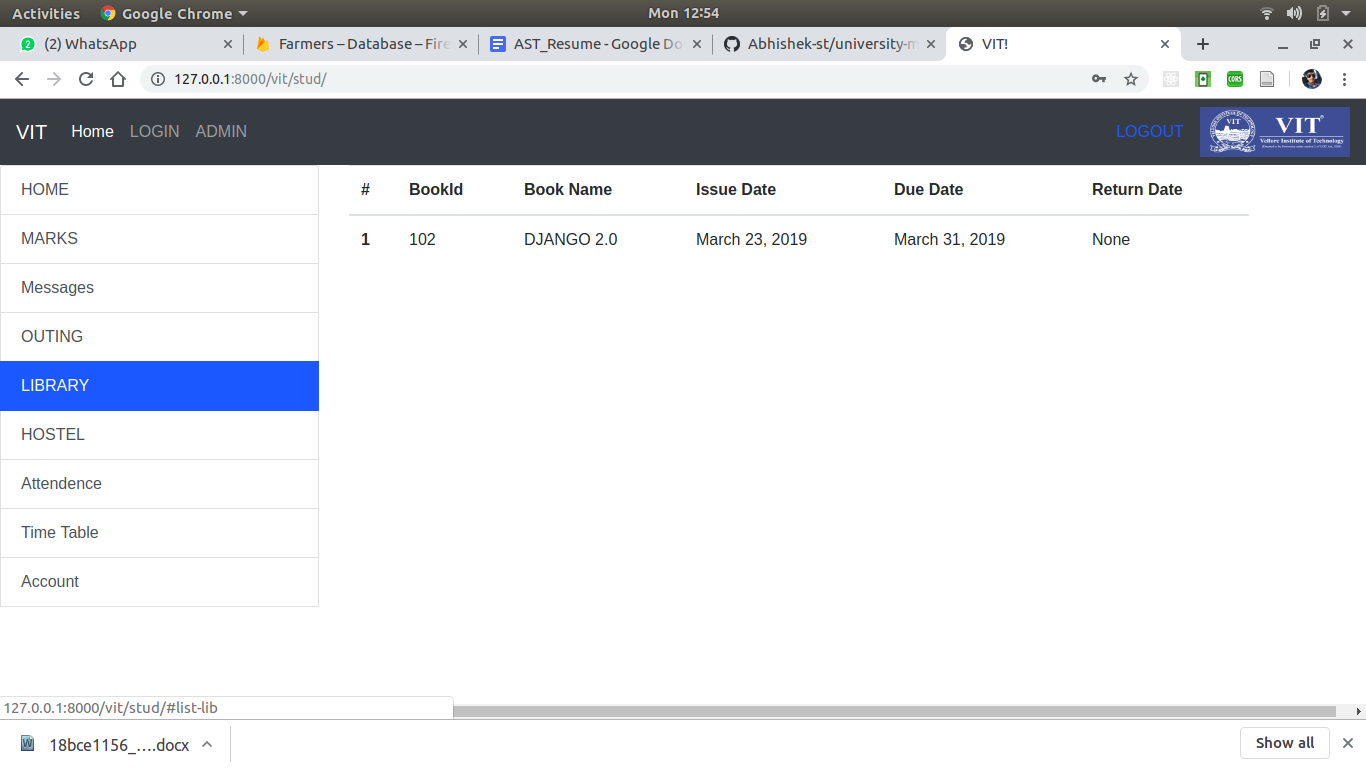 Activities Google Chrome Mon 12:54
(2) WhatsApp Farmers – Database – Fire AST_Resume - Google Do Abhishek-st/university-m VIT!
127.0.0.1:8000/vit/stud/ CORS
VIT Home LOGIN ADMIN LOGOUT VIT VIT® Vellore Institute of Technology
HOME # BookId Book Name Issue Date Due Date Return Date
MARKS
1 102 DJANGO 2.0 March 23, 2019 March 31, 2019 None
Messages
OUTING
LIBRARY
HOSTEL
Attendence
Time Table
Account
127.0.0.1:8000/vit/stud/#list-lib
18bce1156_....docx Show all